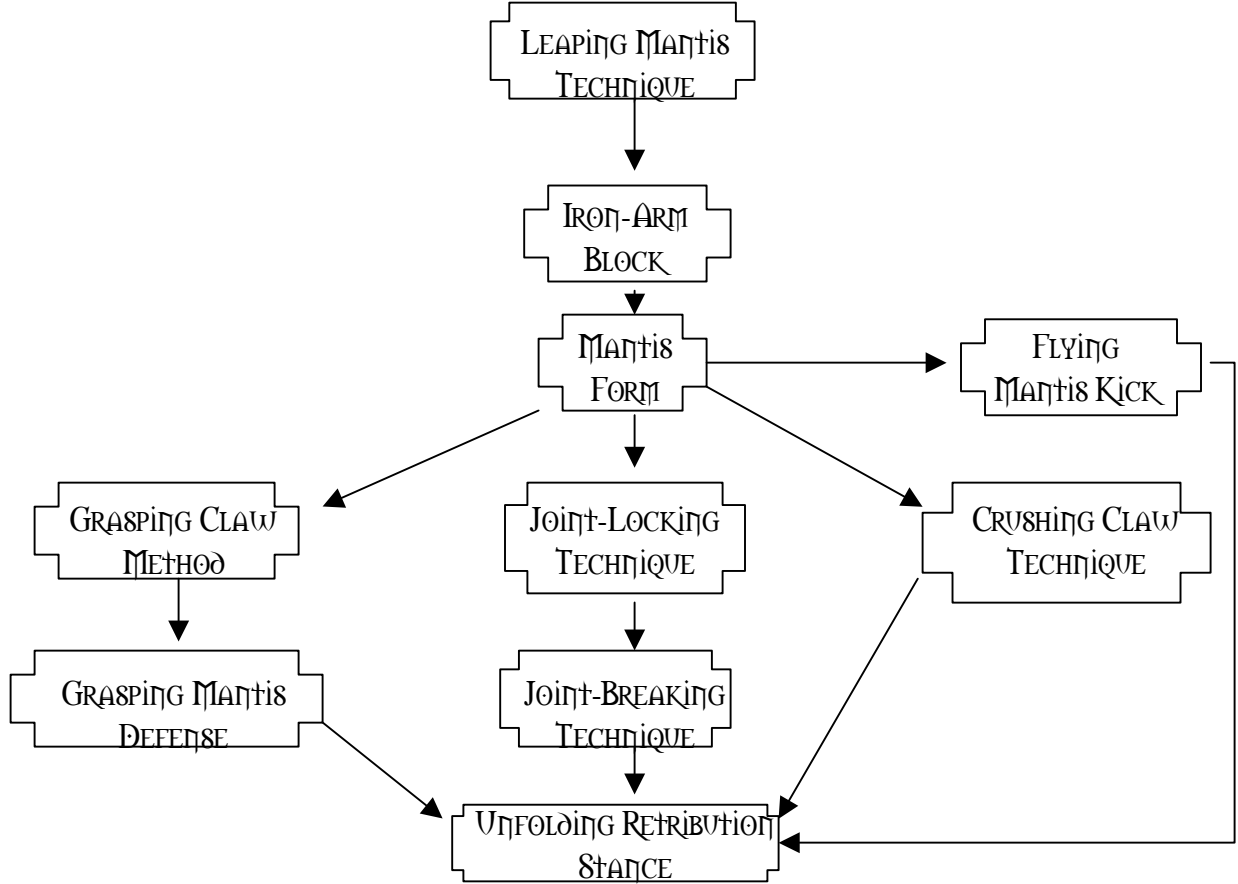 Leaping Mantis
Technique
Iron-Arm
Block
Mantis
Form
Flying
Mantis Kick
Grasping Claw
Method
Joint-Locking
Technique
Crushing Claw
Technique
Grasping Mantis
Defense
Joint-Breaking
Technique
Unfolding Retribution
Stance